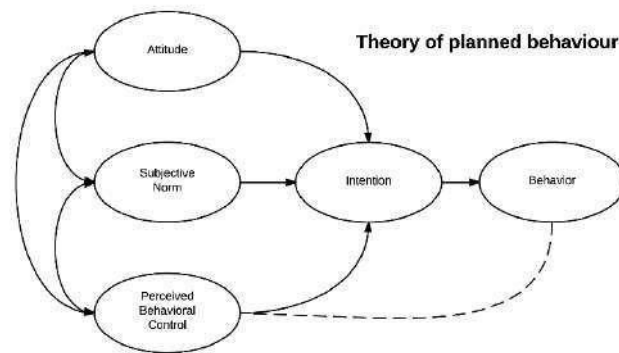 Theory of planned behaviour
Attitude
Subjective
Norm
Intention
Behavior
Perceived
Behavioral
Control